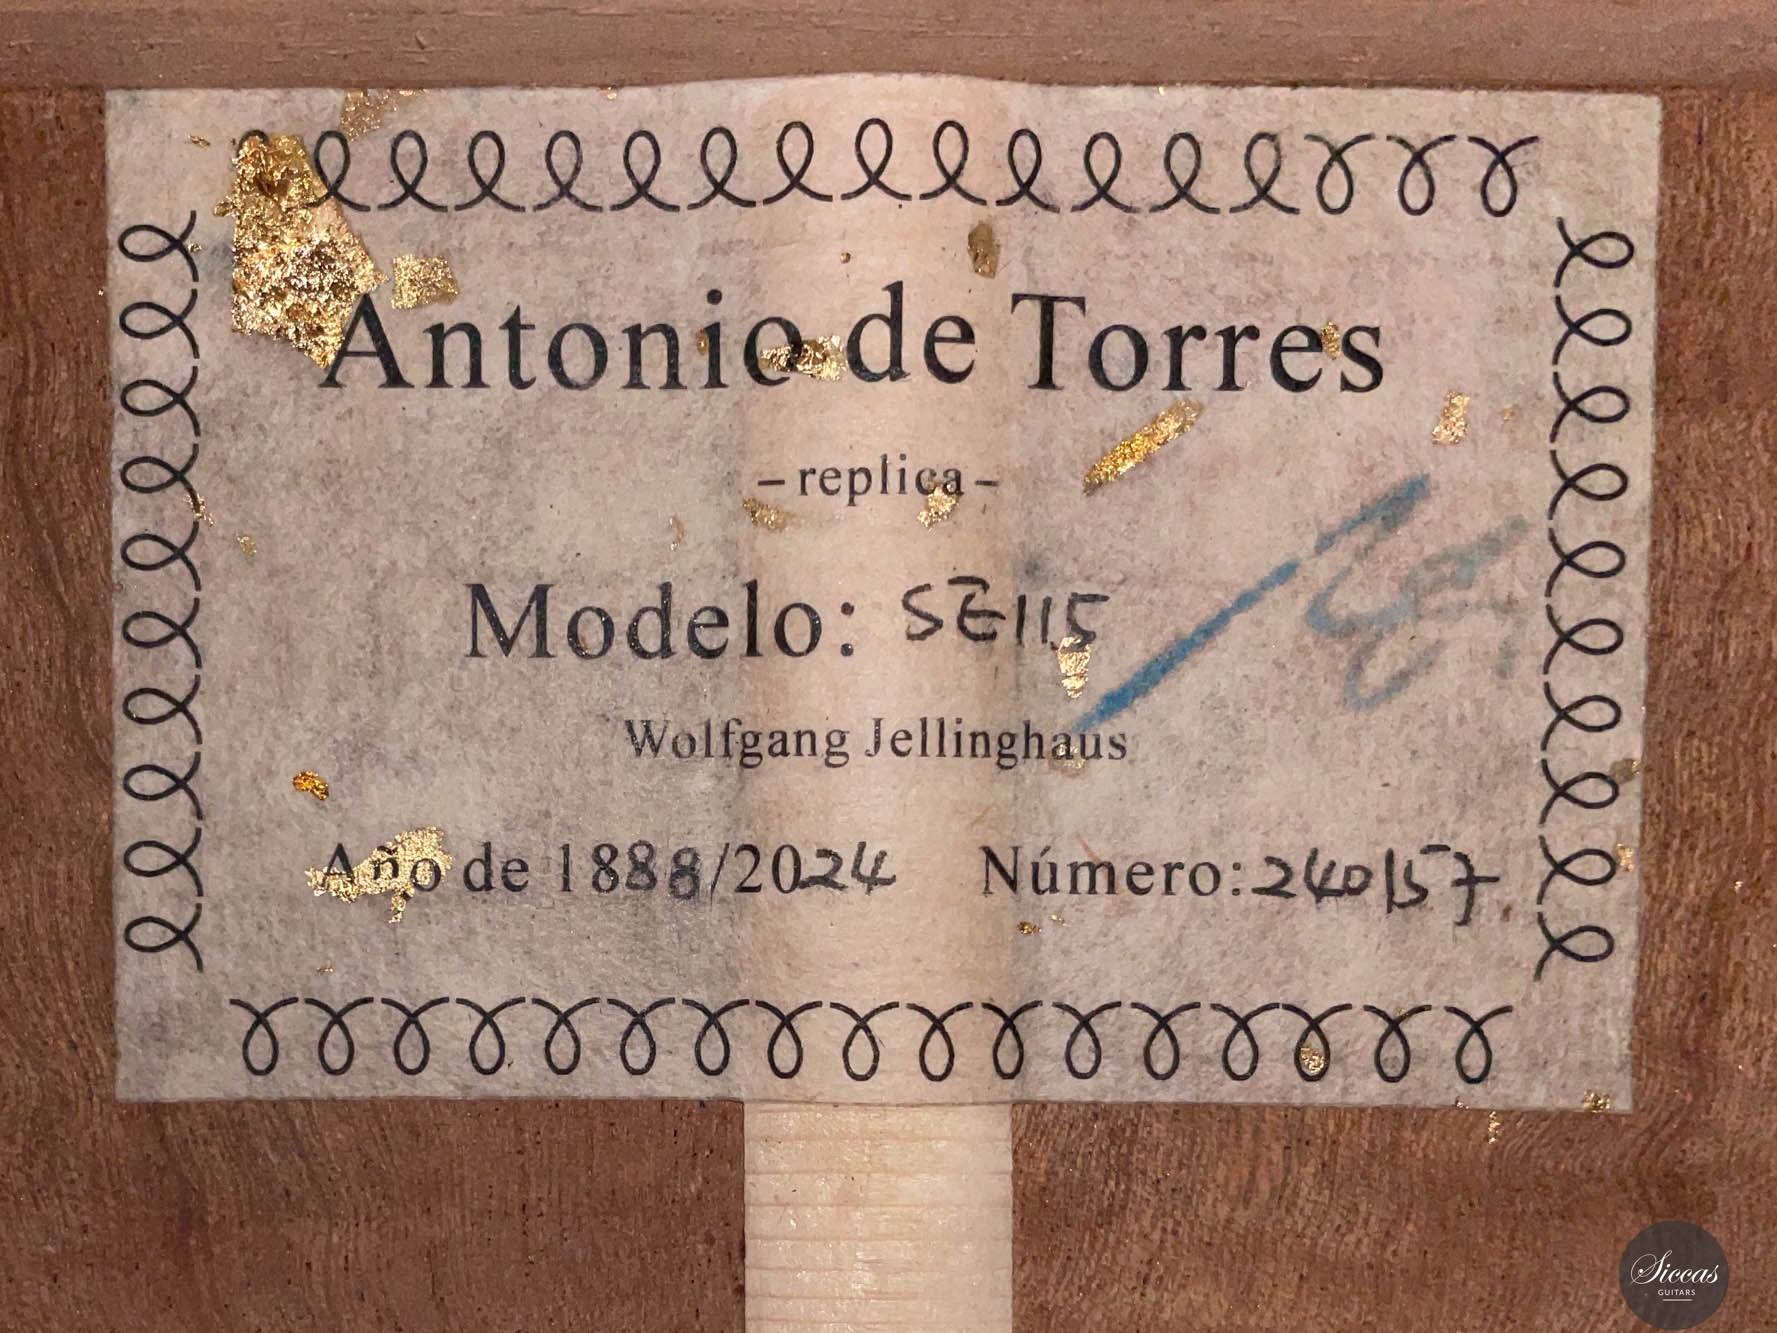 Antonio de Torres
– replica –
Modelo: SE115
Wolfgang Jellinghaus
Año de 1888/2024 Número: 240157
Siccas
GUITARS